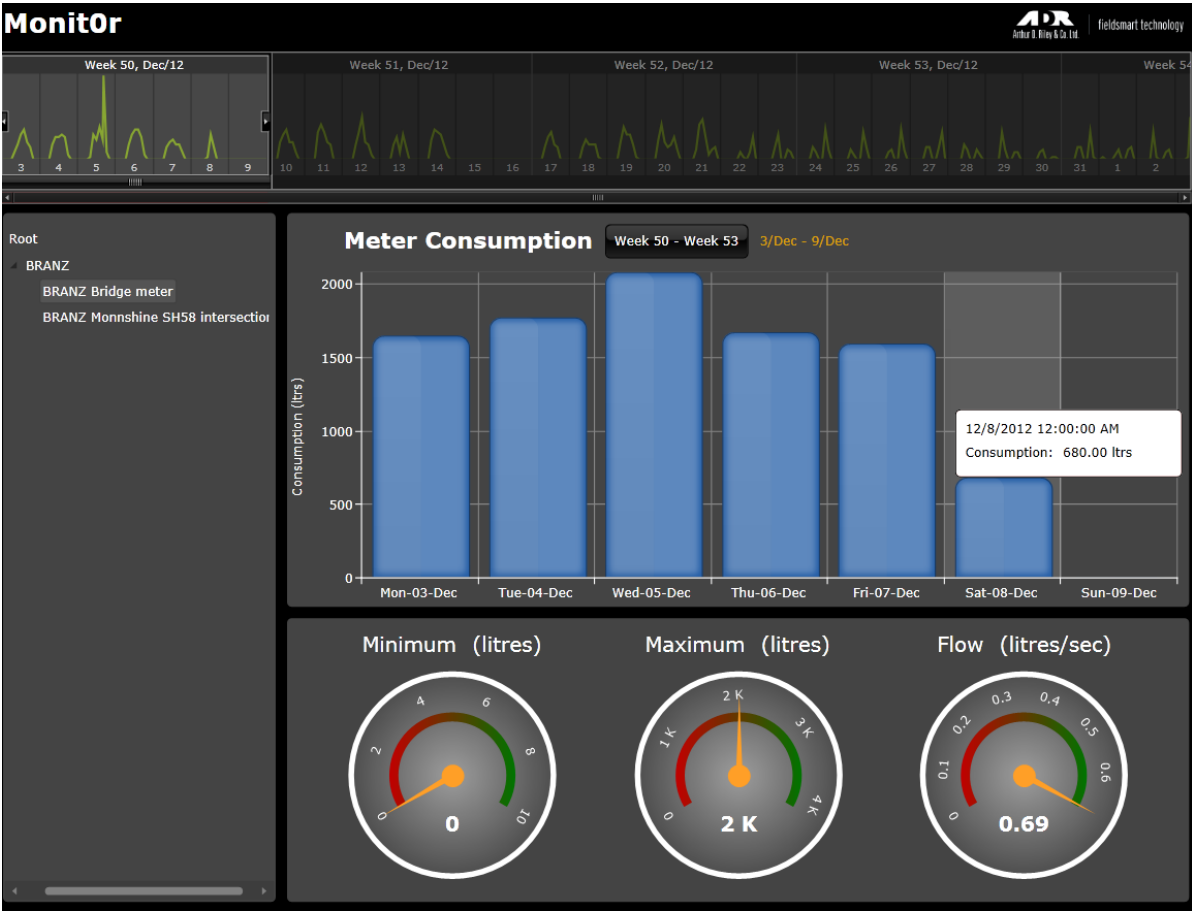 Monit0r
ADR
Arthur D. Riley & Co. Ltd.
fieldsmart technology
Week 50, Dec/12
Week 51, Dec/12
Week 52, Dec/12
Week 53, Dec/12
Week 54
3 4 5 6 7 8 9 10 11 12 13 14 15 16 17 18 19 20 21 22 23 24 25 26 27 28 29 30 31 1 2
Root
BRANZ
BRANZ Bridge meter
BRANZ Monnshine SH58 intersection
Meter Consumption
Week 50 - Week 53
3/Dec - 9/Dec
Consumption (ltrs)
2000
1500
1000
500
0
12/8/2012 12:00:00 AM
Consumption: 680.00 ltrs
Mon-03-Dec Tue-04-Dec Wed-05-Dec Thu-06-Dec Fri-07-Dec Sat-08-Dec Sun-09-Dec
Minimum (litres)
0 2 4 6 8 10
0
Maximum (litres)
0 1 K 2 K 3 K 4 K
2 K
Flow (litres/sec)
0 0.1 0.2 0.3 0.4 0.5 0.6
0.69